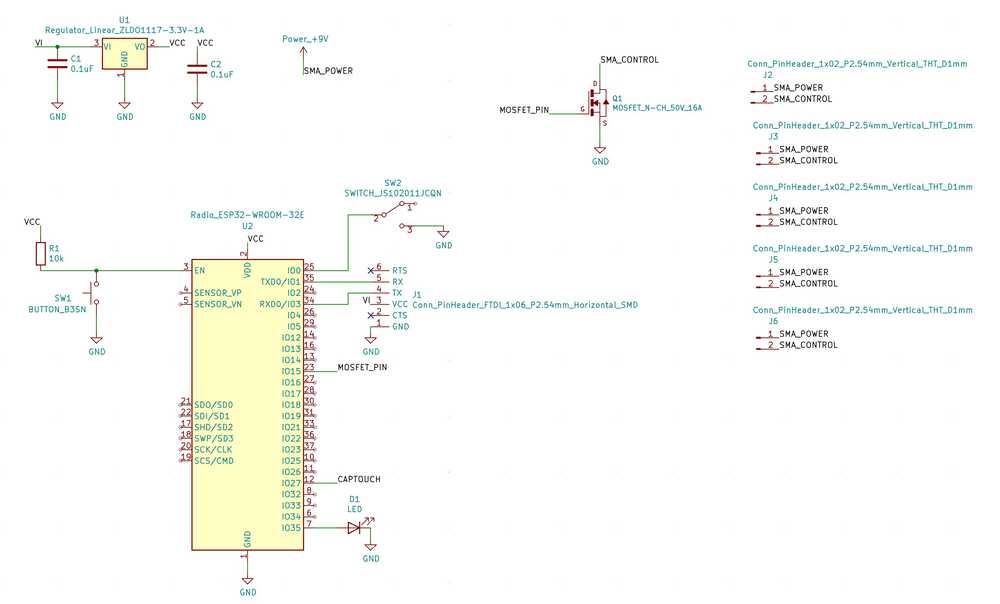 U1
Regulator_Linear_ZLDO1117-3.3V-1A
VI
3
VI
VO
2
VCC
GND
1
C1
0.1uF
GND
GND
VCC
C2
0.1uF
GND
Power_+9V
SMA_POWER
SMA_CONTROL
D
MOSFET_PIN
G
S
Q1
MOSFET_N-CH_50V_16A
GND
Conn_PinHeader_1x02_P2.54mm_Vertical_THT_D1mm
J2
1 SMA_POWER
2 SMA_CONTROL
Conn_PinHeader_1x02_P2.54mm_Vertical_THT_D1mm
J3
1 SMA_POWER
2 SMA_CONTROL
Conn_PinHeader_1x02_P2.54mm_Vertical_THT_D1mm
J4
1 SMA_POWER
2 SMA_CONTROL
Conn_PinHeader_1x02_P2.54mm_Vertical_THT_D1mm
J5
1 SMA_POWER
2 SMA_CONTROL
Conn_PinHeader_1x02_P2.54mm_Vertical_THT_D1mm
J6
1 SMA_POWER
2 SMA_CONTROL
SW2
SWITCH_JS102011JCQN
1
2
3
GND
VCC
R1
10k
SW1
BUTTON_B3SN
GND
Radio_ESP32-WROOM-32E
U2
VCC
2
VDD
3 EN
4 SENSOR_VP
5 SENSOR_VN
21 SDO/SD0
22 SDI/SD1
17 SHD/SD2
18 SWP/SD3
20 SCK/CLK
19 SCS/CMD
IO0 25
TXD0/IO1 35
IO2 24
RXD0/IO3 34
IO4 26
IO5 29
IO12 14
IO13 16
IO14 13
IO15 23
IO16 27
IO17 28
IO18 30
IO19 31
IO21 33
IO22 36
IO23 37
IO25 10
IO26 11
IO27 12
IO32 8
IO33 9
IO34 6
IO35 7
GND
1
GND
MOSFET_PIN
CAPTOUCH
D1
LED
GND
6 RTS
5 RX
4 TX
VI 3 VCC
2 CTS
1 GND
GND
J1
Conn_PinHeader_FTDI_1x06_P2.54mm_Horizontal_SMD